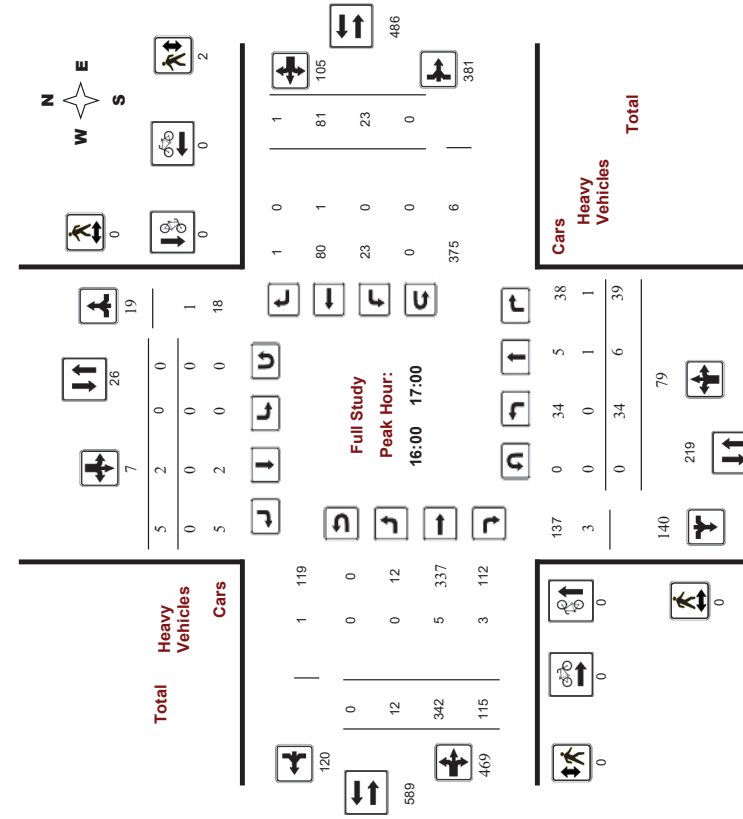 486
N
E
W
S
105
2
0
381
0
0
1 0 1
80 1 81
23 0 23
0 0 0
375 6
Total
Heavy
Vehicles
Cars
26
19
7
5 2 0 0
0 0 0 0 1
5 2 0 0 18
Full Study
Peak Hour:
16:00 17:00
Cars
Heavy
Vehicles
Total
0 34 5 38
0 0 1 1
0 34 6 39
137
3
140
79
219
120
1 119
0 0 0
12 0 12
342 5 337
115 3 112
469
589
0
0
0
0